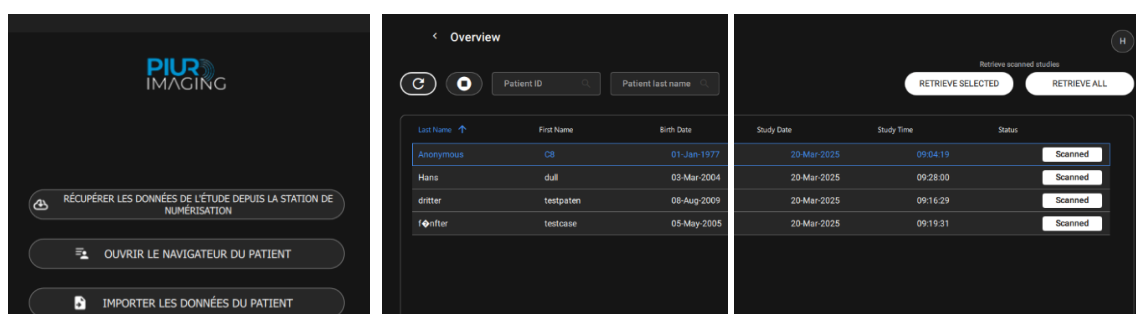 PIUR
IMAGING
RÉCUPÉRER LES DONNÉES DE L'ÉTUDE DEPUIS LA STATION DE
NUMÉRISATION
OUVRIR LE NAVIGATEUR DU PATIENT
IMPORTER LES DONNÉES DU PATIENT
Overview
H
Retrieve scanned studies
Patient ID Patient last name RETRIEVE SELECTED RETRIEVE ALL
Last Name First Name Birth Date Study Date Study Time Status
Anonymous C8 01-Jan-1977 20-Mar-2025 09:04:19 Scanned
Hans dull 03-Mar-2004 20-Mar-2025 09:28:00 Scanned
dritter testpaten 08-Aug-2009 20-Mar-2025 09:16:29 Scanned
f�nfter testcase 05-May-2005 20-Mar-2025 09:19:31 Scanned